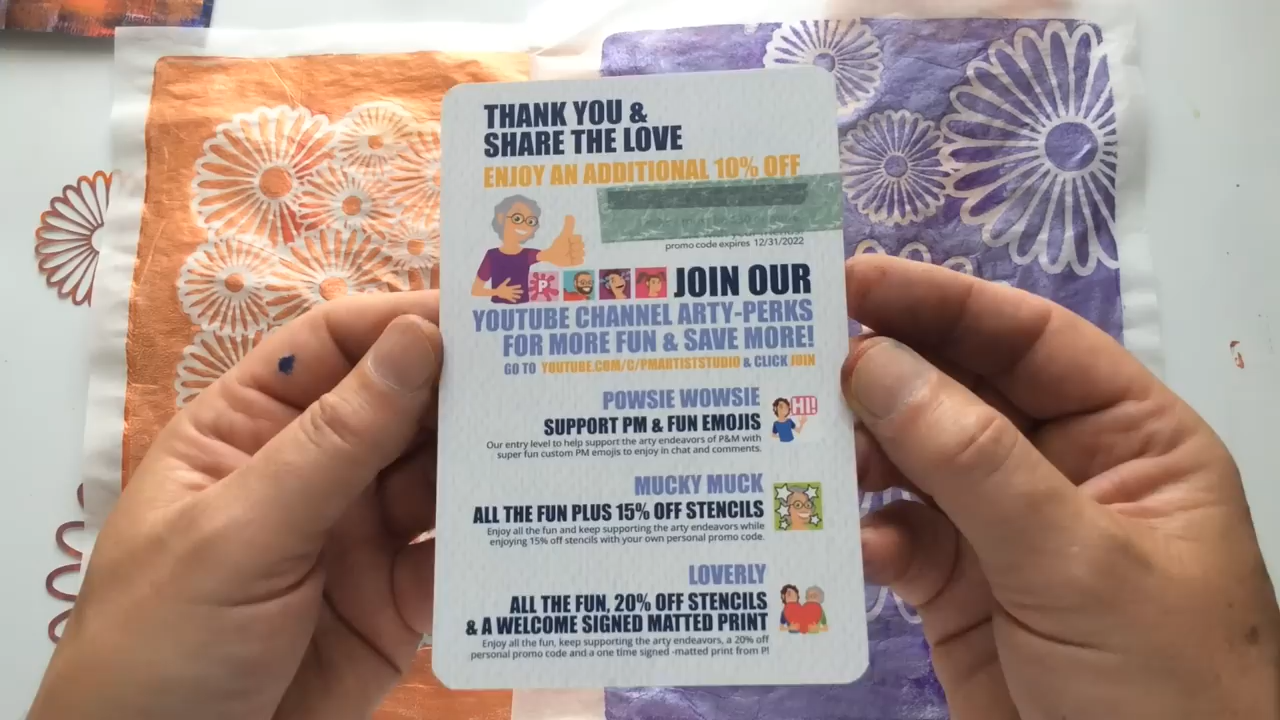 THANK YOU &
SHARE THE LOVE
ENJOY AN ADDITIONAL 10% OFF
promo code expires 12/31/2022
P
JOIN OUR
YOUTUBE CHANNEL ARTY-PERKS
FOR MORE FUN & SAVE MORE!
GO TO YOUTUBE.COM/C/PMARTISTSTUDIO & CLICK JOIN
POWSIE WOWSIE
HI!
SUPPORT PM & FUN EMOJIS
Our entry level to help support the arty endeavors of P&M with
super fun custom PM emojis to enjoy in chat and comments.
MUCKY MUCK
ALL THE FUN PLUS 15% OFF STENCILS
Enjoy all the fun and keep supporting the arty endeavors while
enjoying 15% off stencils with your own personal promo code.
LOVERLY
ALL THE FUN, 20% OFF STENCILS
& A WELCOME SIGNED MATTED PRINT
Enjoy all the fun, keep supporting the arty endeavors, a 20% off
personal promo code and a one time signed -matted print from P!